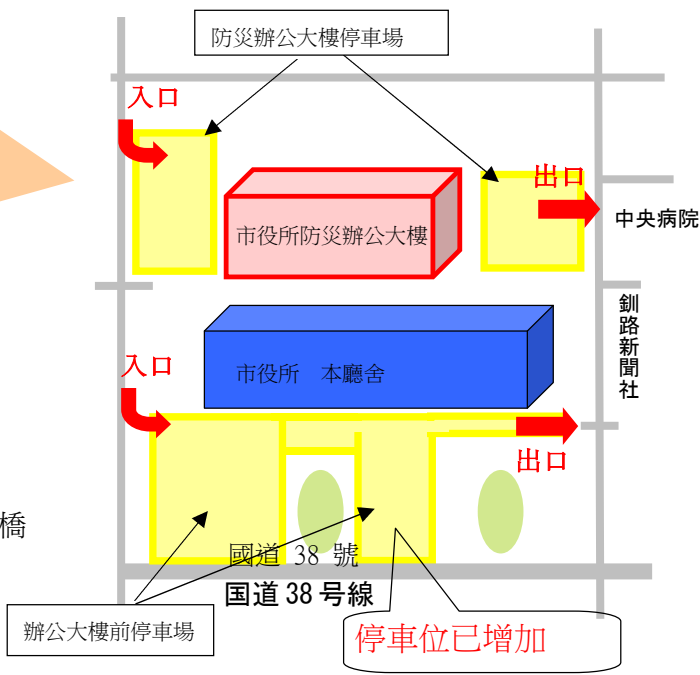 防災辦公大樓停車場
入口
出口
中央病院
市役所防災辦公大樓
釧路新聞社
入口
市役所　本廳舍
出口
橋
國道 38 號
国道 38 号線
辦公大樓前停車場
停車位已增加